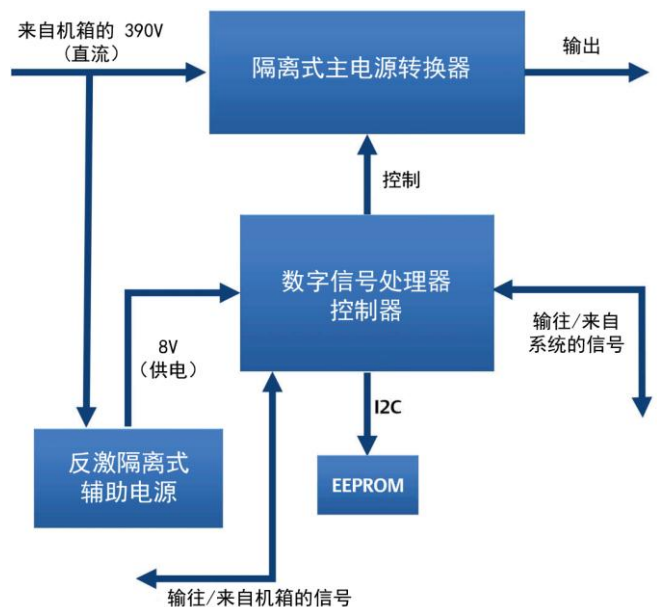 来自机箱的 390V
（直流）
隔离式主电源转换器
输出
控制
数字信号处理器
控制器
8V
（供电）
输往/来自
系统的信号
I2C
反激隔离式
辅助电源
EEPROM
输往/来自机箱的信号